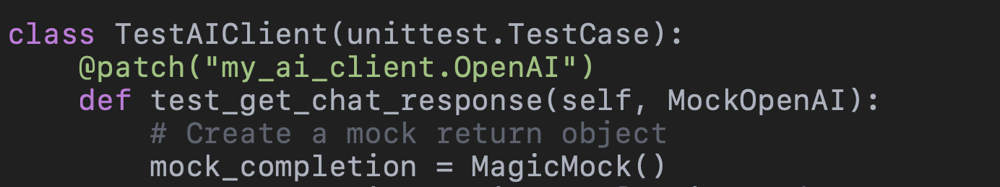 class TestAIClient(unittest.TestCase):
    @patch("my_ai_client.OpenAI")
    def test_get_chat_response(self, MockOpenAI):
        # Create a mock return object
        mock_completion = MagicMock()